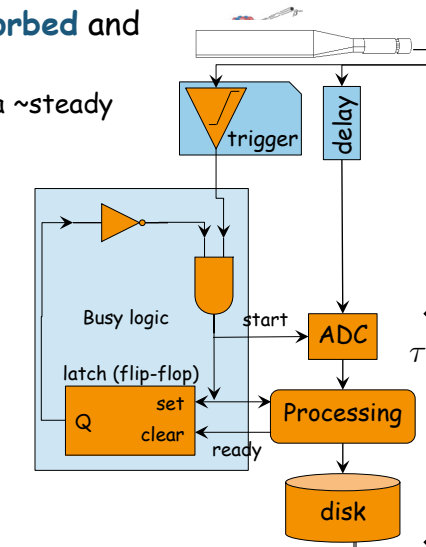 orbed and
a ~steady
trigger
delay
Busy logic
start
ADC
τ
latch (flip-flop)
set
Q
clear
Processing
ready
disk